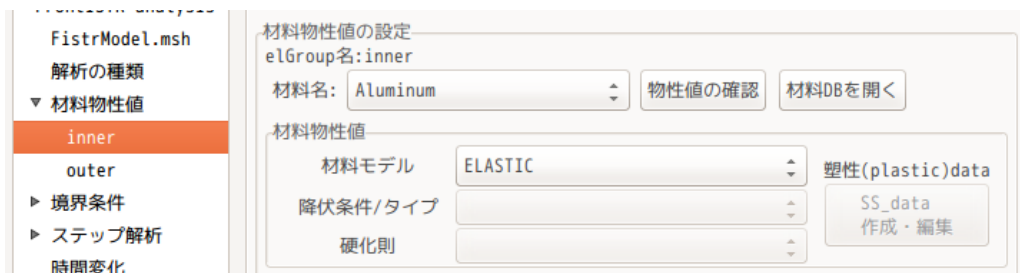 FistrModel.msh
解析の種類
材料物性値
inner
outer
境界条件
ステップ解析
時間変化
材料物性値の設定
elGroup名:inner
材料名: Aluminum 物性値の確認 材料DBを開く
材料物性値
材料モデル ELASTIC 塑性(plastic)data
降伏条件/タイプ SS_data
作成・編集
硬化則